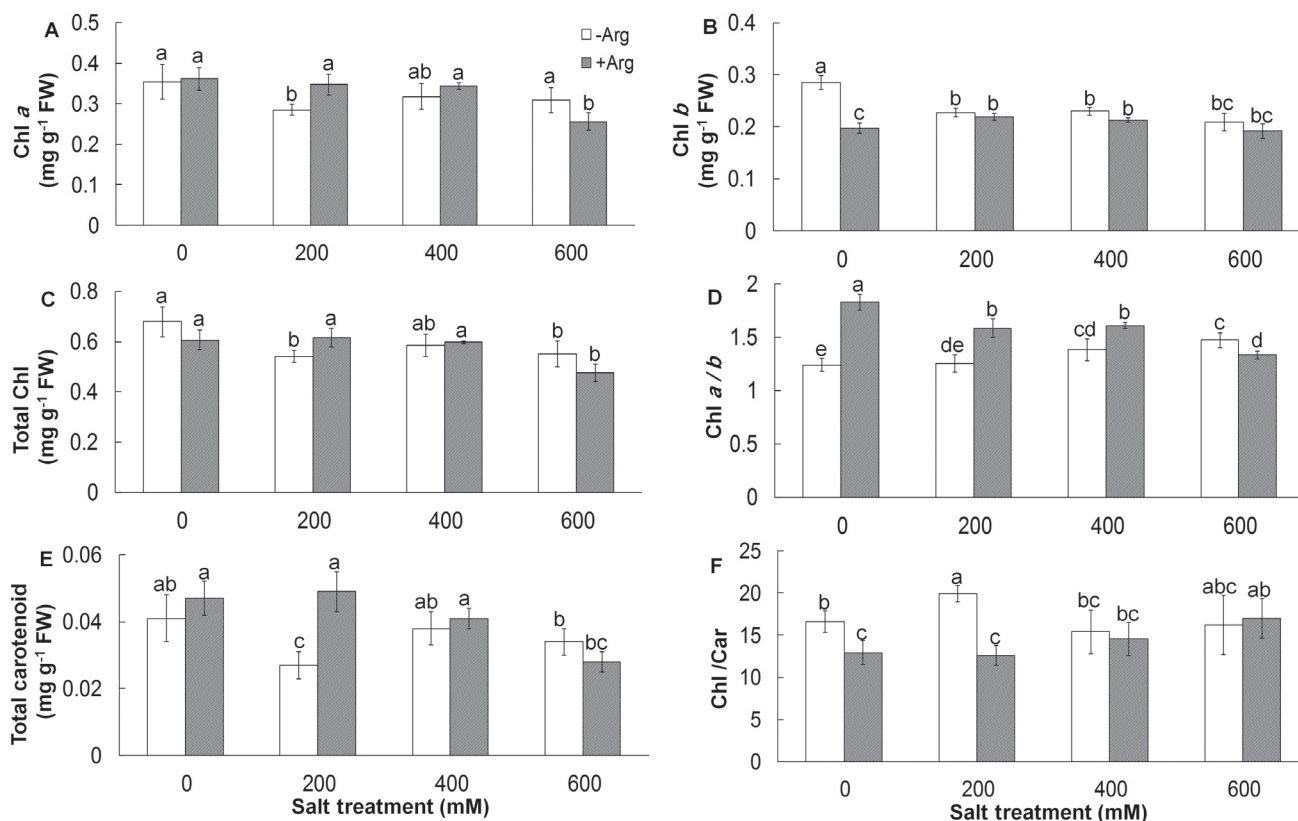 A
-Arg
+Arg
Chl a
(mg g⁻¹ FW)
0.5
0.4
0.3
0.2
0.1
0
a a b a ab a a b
0 200 400 600
B
Chl b
(mg g⁻¹ FW)
0.4
0.3
0.2
0.1
0
a c b b b b bc bc
0 200 400 600
C
Total Chl
(mg g⁻¹ FW)
0.8
0.6
0.4
0.2
0
a a b a ab a b b
0 200 400 600
D
Chl a / b
2
1.5
1
0.5
0
e a de b cd b c d
0 200 400 600
E
Total carotenoid
(mg g⁻¹ FW)
0.06
0.04
0.02
0
ab a c a ab a b bc
0 200 400 600
Salt treatment (mM)
F
Chl /Car
25
20
15
10
5
0
b c a c bc bc abc ab
0 200 400 600
Salt treatment (mM)